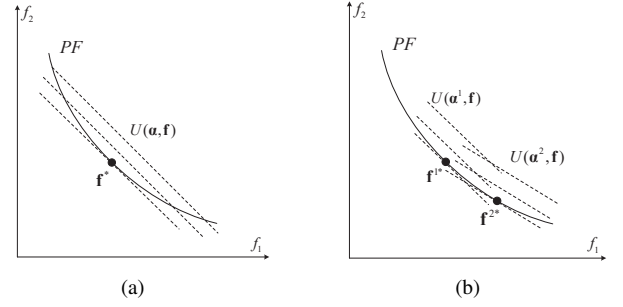 f₂
PF
U(α,f)
f*
f₁
(a)
f₂
PF
U(α¹,f)
U(α²,f)
f¹*
f²*
f₁
(b)